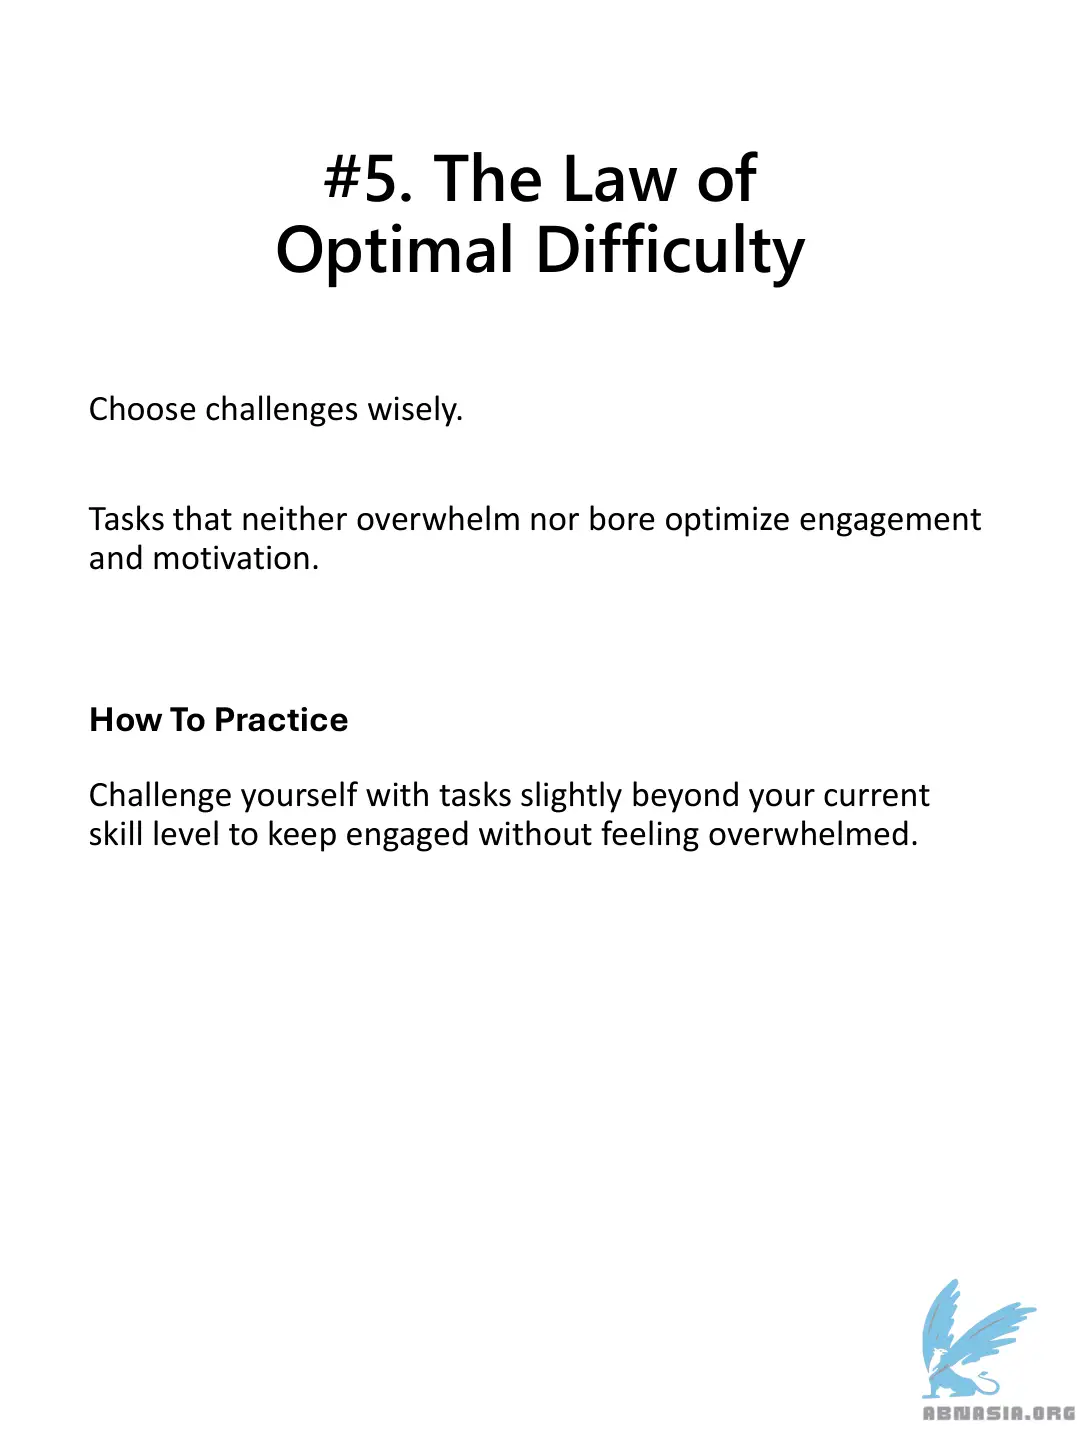 #5. The Law of
Optimal Difficulty
Choose challenges wisely.
Tasks that neither overwhelm nor bore optimize engagement
and motivation.
How To Practice
Challenge yourself with tasks slightly beyond your current
skill level to keep engaged without feeling overwhelmed.
ABNASIA.ORG